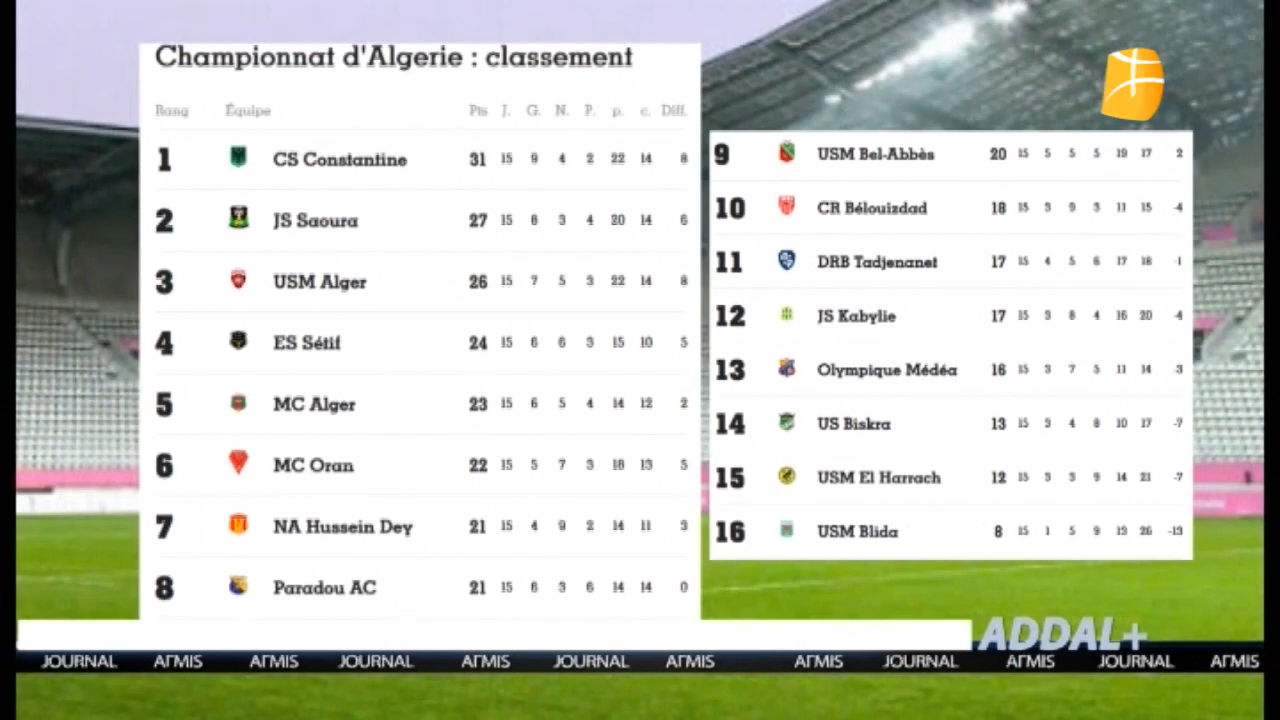 Championnat d'Algerie : classement
Rang Équipe Pts J. G. N. P. p. c. Diff.
1 CS Constantine 31 15 9 4 2 22 14 8
2 JS Saoura 27 15 8 3 4 20 14 6
3 USM Alger 26 15 7 5 3 22 14 8
4 ES Sétif 24 15 6 6 3 15 10 5
5 MC Alger 23 15 6 5 4 14 12 2
6 MC Oran 22 15 5 7 3 18 13 5
7 NA Hussein Dey 21 15 4 9 2 14 11 3
8 Paradou AC 21 15 6 3 6 14 14 0
9 USM Bel-Abbès 20 15 5 5 5 19 17 2
10 CR Bélouizdad 18 15 3 9 3 11 15 -4
11 DRB Tadjenanet 17 15 4 5 6 17 18 -1
12 JS Kabylie 17 15 3 8 4 16 20 -4
13 Olympique Médéa 16 15 3 7 5 11 14 -3
14 US Biskra 13 15 3 4 8 10 17 -7
15 USM El Harrach 12 15 3 3 9 14 21 -7
16 USM Blida 8 15 1 5 9 13 26 -13
ADDAL+
JOURNAL AΓMIS AΓMIS JOURNAL AΓMIS JOURNAL AΓMIS AΓMIS JOURNAL AΓMIS JOURNAL AΓMIS